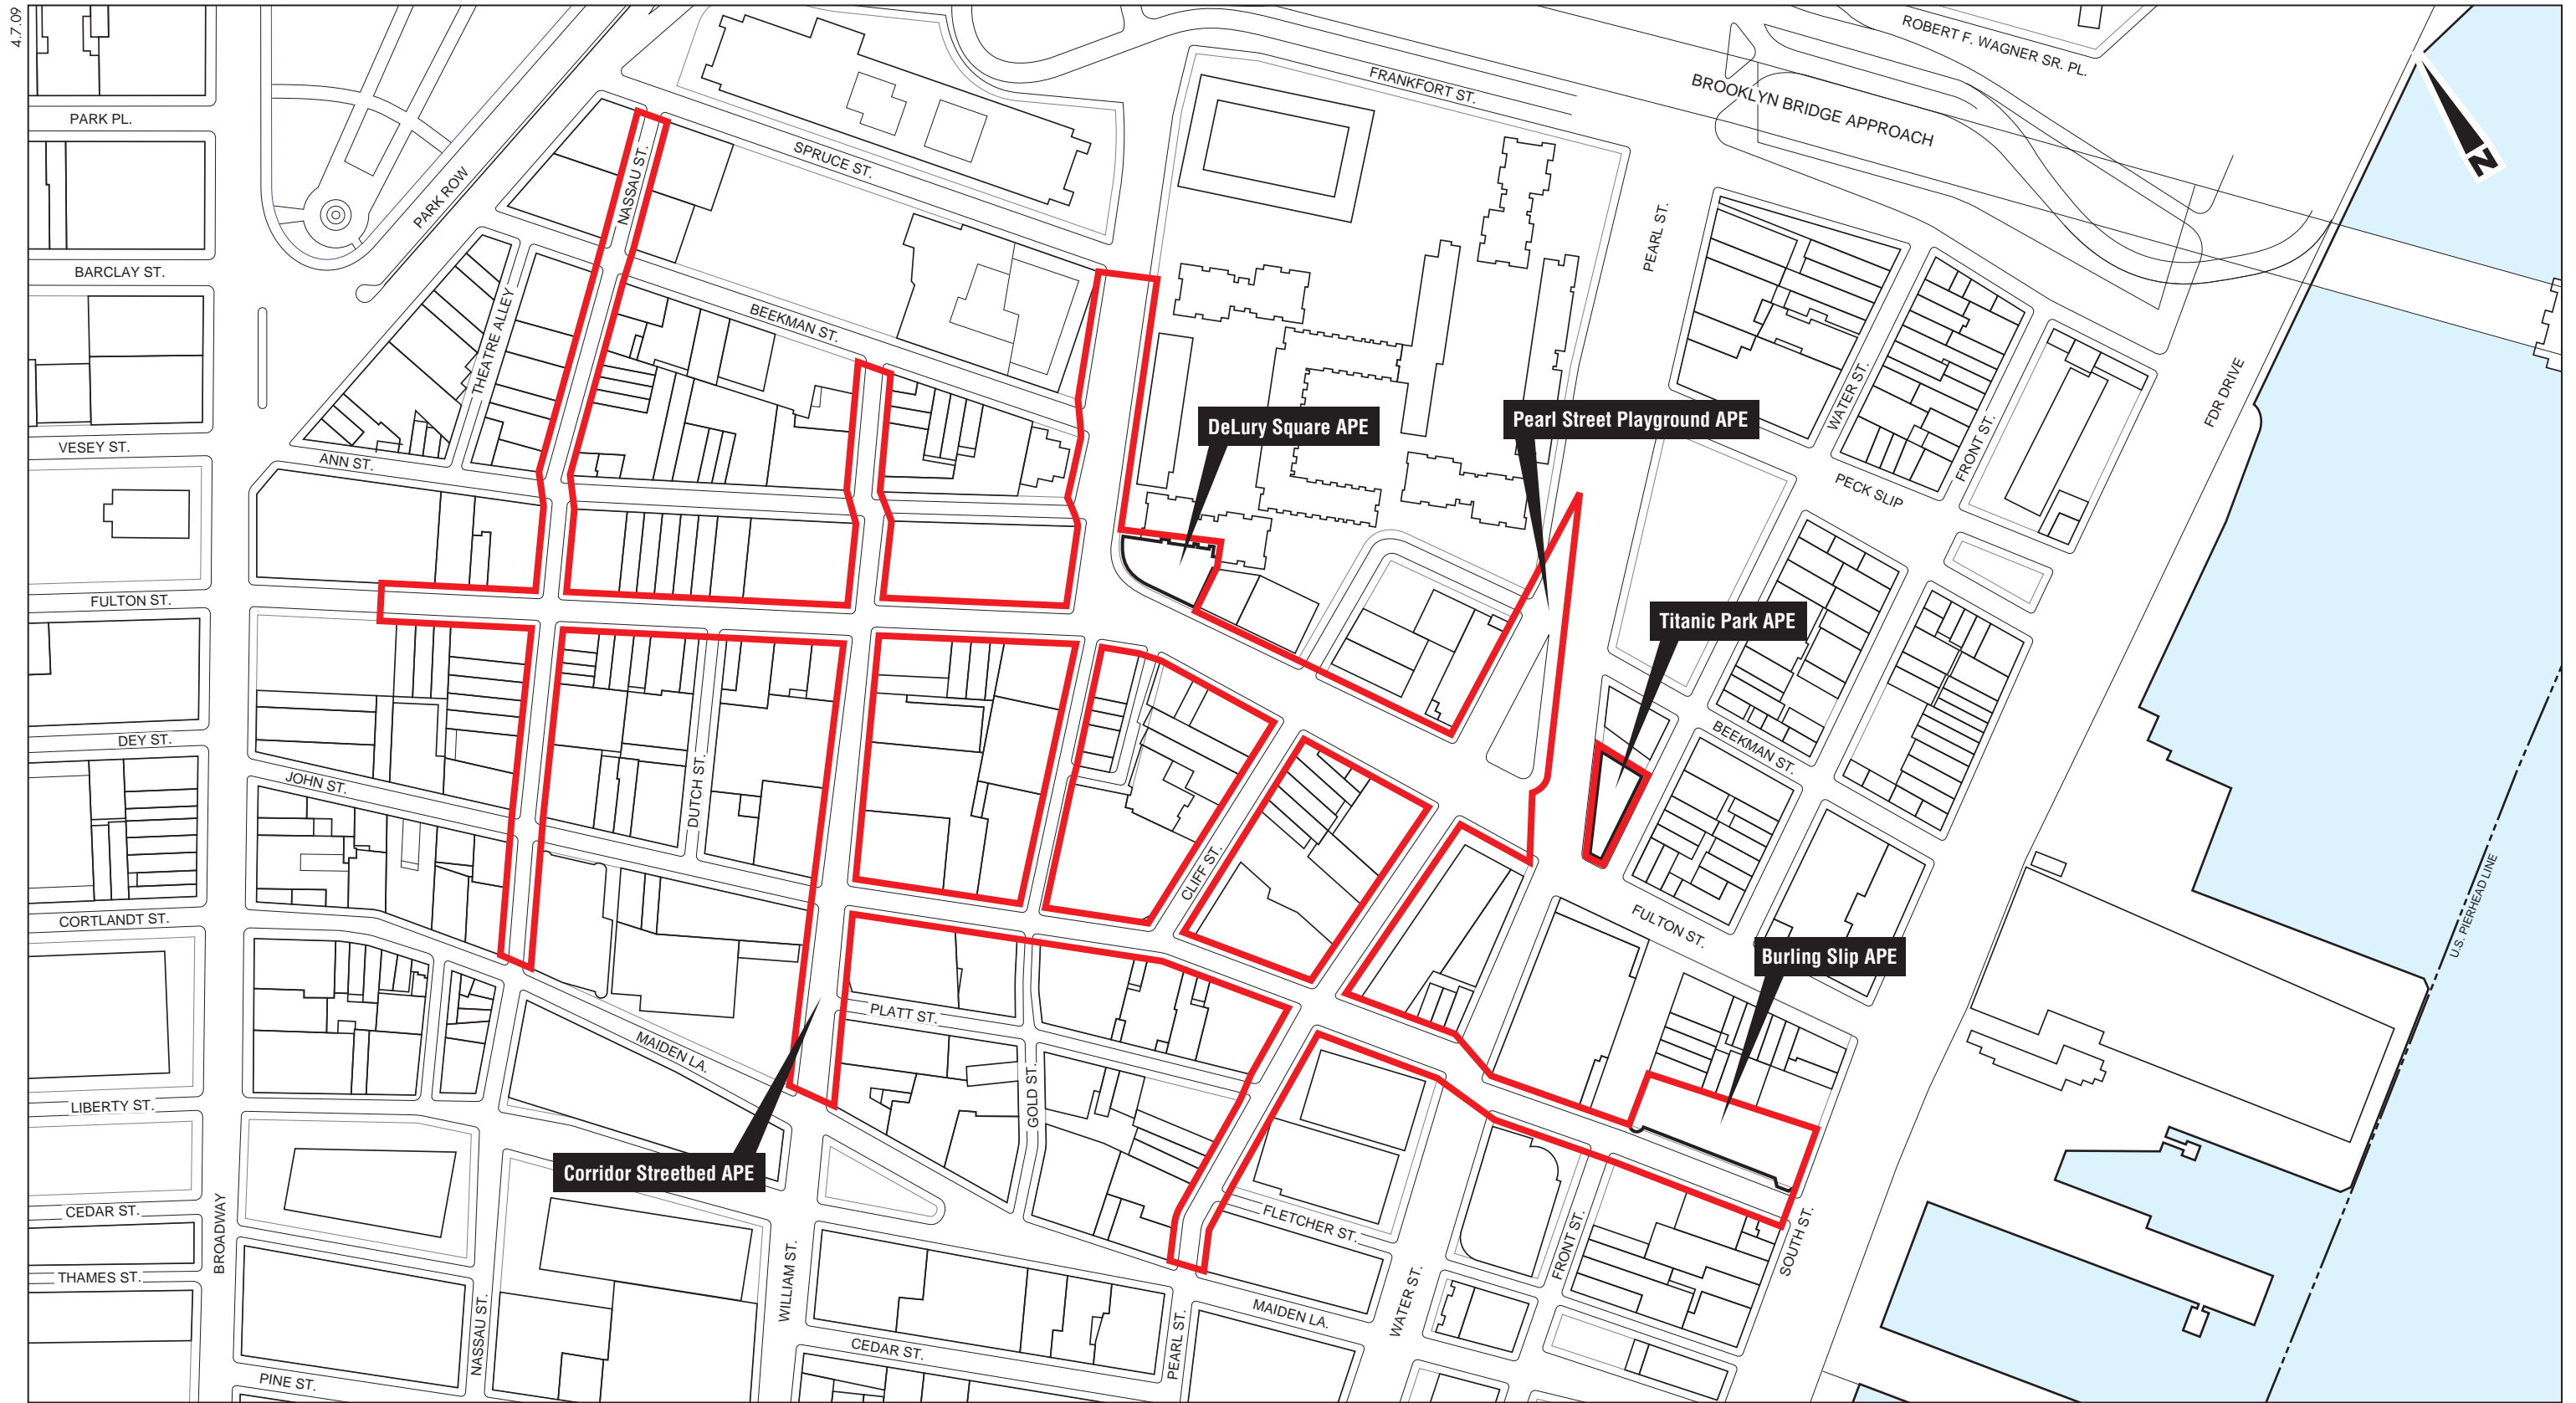 4.7.09
ROBERT F. WAGNER SR. PL.
FRANKFORT ST.
BROOKLYN BRIDGE APPROACH
N
PARK PL.
SPRUCE ST.
NASSAU ST.
PARK ROW
PEARL ST.
BARCLAY ST.
BEEKMAN ST.
THEATRE ALLEY
WATER ST.
FDR DRIVE
DeLury Square APE
Pearl Street Playground APE
FRONT ST.
VESEY ST.
ANN ST.
PECK SLIP
FULTON ST.
Titanic Park APE
DEY ST.
BEEKMAN ST.
JOHN ST.
DUTCH ST.
CLIFF ST.
U.S. PIERHEAD LINE
CORTLANDT ST.
FULTON ST.
Burling Slip APE
PLATT ST.
MAIDEN LA.
LIBERTY ST.
GOLD ST.
Corridor Streetbed APE
CEDAR ST.
BROADWAY
FLETCHER ST.
FRONT ST.
SOUTH ST.
THAMES ST.
WILLIAM ST.
NASSAU ST.
MAIDEN LA.
WATER ST.
PEARL ST.
CEDAR ST.
PINE ST.